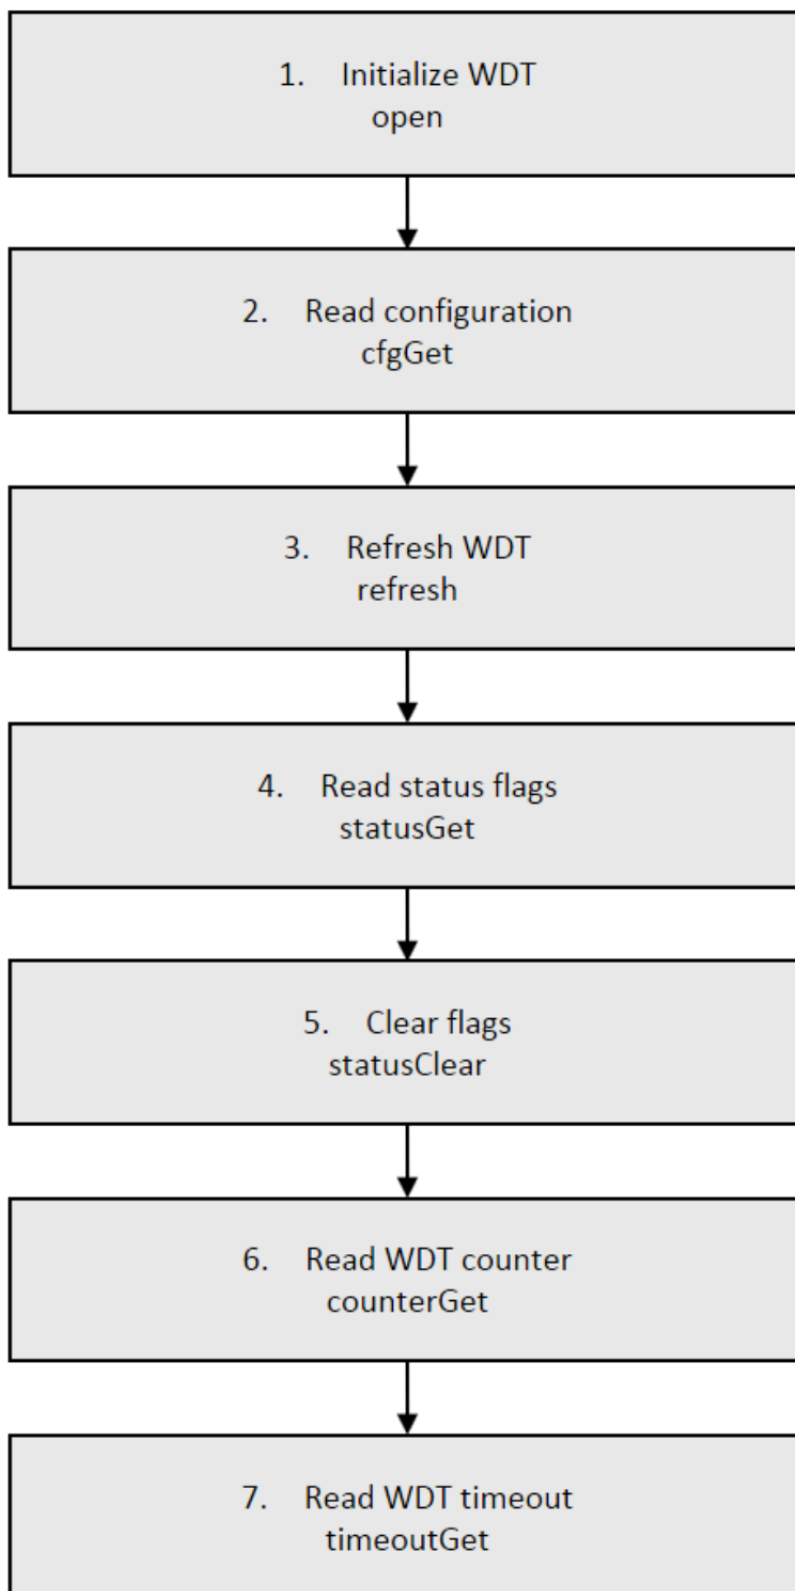 1. Initialize WDT
open
2. Read configuration
cfgGet
3. Refresh WDT
refresh
4. Read status flags
statusGet
5. Clear flags
statusClear
6. Read WDT counter
counterGet
7. Read WDT timeout
timeoutGet